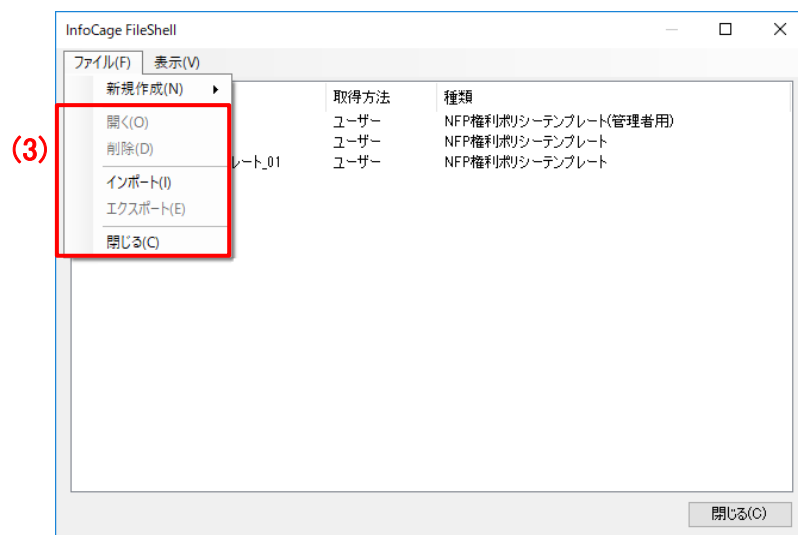 InfoCage FileShell
ファイル(F) 表示(V)
新規作成(N)
取得方法 種類
開く(O)
ユーザー NFP権利ポリシーテンプレート(管理者用)
削除(D)
ユーザー NFP権利ポリシーテンプレート
(3)
レート_01 ユーザー NFP権利ポリシーテンプレート
インポート(I)
エクスポート(E)
閉じる(C)
閉じる(C)